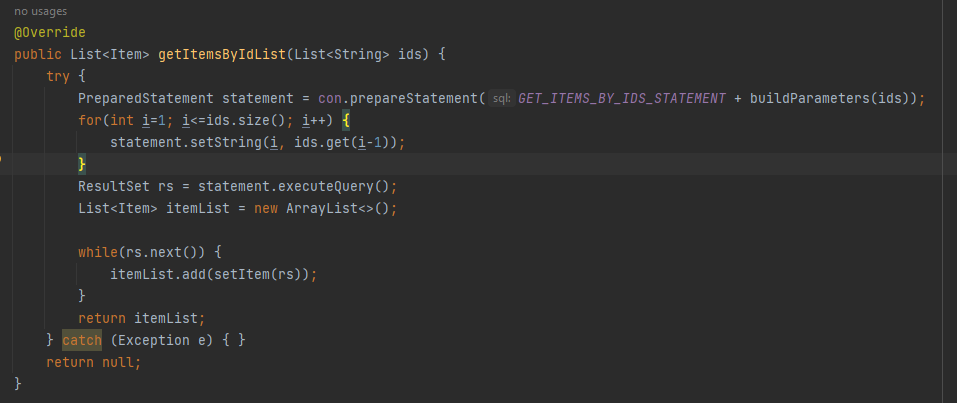 no usages
@Override
public List<Item> getItemsByIdList(List<String> ids) {
try {
PreparedStatement statement = con.prepareStatement( sql: GET_ITEMS_BY_IDS_STATEMENT + buildParameters(ids));
for(int i=1; i<=ids.size(); i++) {
statement.setString(i, ids.get(i-1));
}
ResultSet rs = statement.executeQuery();
List<Item> itemList = new ArrayList<>();
while(rs.next()) {
itemList.add(setItem(rs));
}
return itemList;
} catch (Exception e) { }
return null;
}